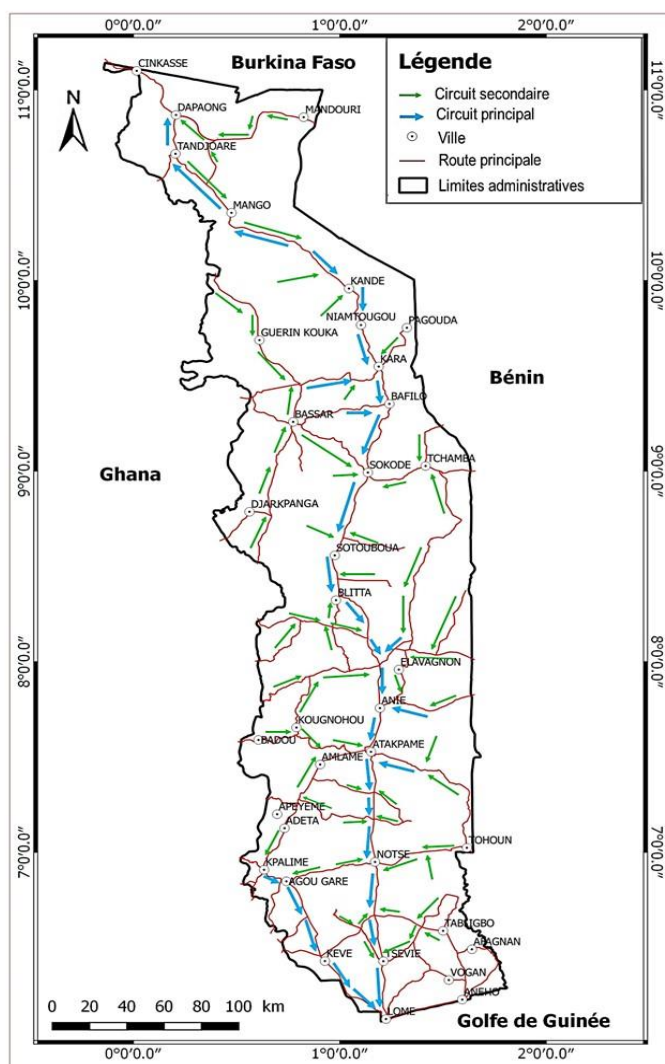 0°0'0.0" 1°0'0.0" 2°0'0.0"
Burkina Faso
Légende
Circuit secondaire
Circuit principal
Ville
Route principale
Limites administratives
N
11°0'0.0" 11°0'0.0"
CINKASSE
DAPAONG
MANDOURI
TANDJOARE
MANGO
10°0'0.0" 10°0'0.0"
KANDE
NIAMTOUGOU
PAGOUDA
GUERIN KOUKA
KARA
Bénin
BAFILO
BASSAR
Ghana
SOKODE
TCHAMBA
9°0'0.0" 9°0'0.0"
DJARKPANGA
SOTOUBOUA
BLITTA
8°0'0.0" 8°0'0.0"
ELAVAGNON
ANIE
KOUGNOHOU
BADOU
ATAKPAME
AMLAME
APEYEME
ADETA
7°0'0.0" 7°0'0.0"
TOHOUN
NOTSE
KPALIME
AGOU GARE
TABLIGBO
AFAGNAN
KEVE
TSEVIE
VOGAN
ANEHO
LOME
0 20 40 60 80 100 km
Golfe de Guinée
0°0'0.0" 1°0'0.0" 2°0'0.0"